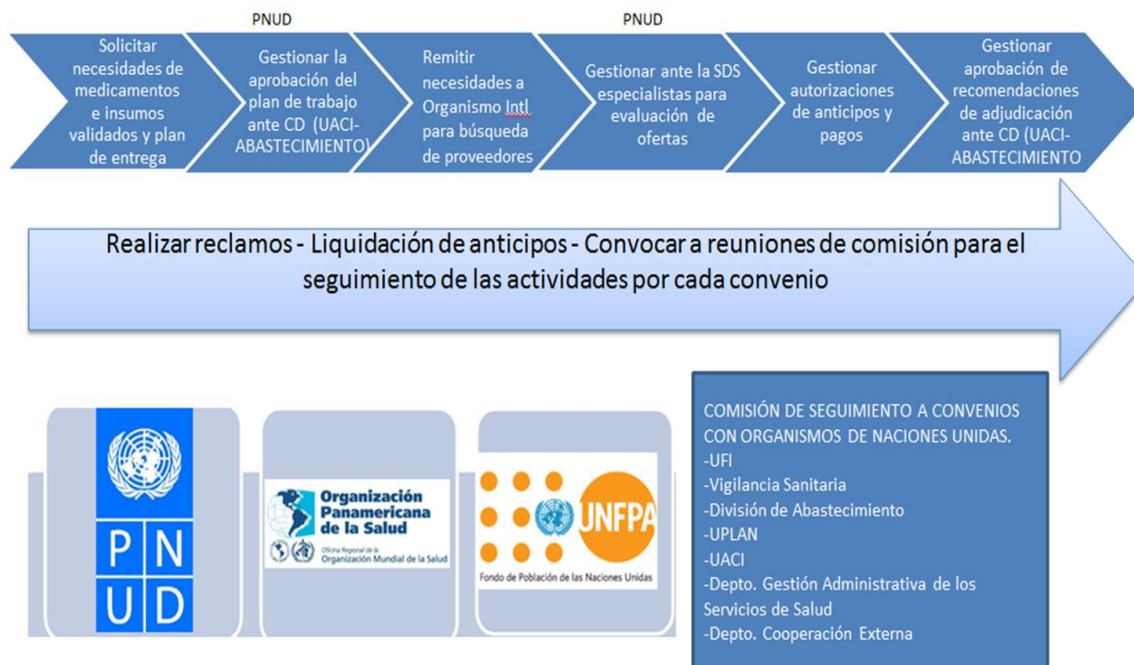 PNUD
PNUD
Solicitar
necesidades de
medicamentos
e insumos
validados y plan
de entrega
Gestionar la
aprobación del
plan de trabajo
ante CD (UACI-
ABASTECIMIENTO)
Remitir
necesidades a
Organismo Intl
para búsqueda
de proveedores
Gestionar ante la SDS
especialistas para
evaluación de
ofertas
Gestionar
autorizaciones
de anticipos y
pagos
Gestionar
aprobación de
recomendaciones
de adjudicación
ante CD (UACI-
ABASTECIMIENTO
Realizar reclamos - Liquidación de anticipos - Convocar a reuniones de comisión para el
seguimiento de las actividades por cada convenio
P N
U D
Organización
Panamericana
de la Salud
Oficina Regional de la
Organización Mundial de la Salud
UNFPA
Fondo de Población de las Naciones Unidas
COMISIÓN DE SEGUIMIENTO A CONVENIOS
CON ORGANISMOS DE NACIONES UNIDAS.
-UFI
-Vigilancia Sanitaria
-División de Abastecimiento
-UPLAN
-UACI
-Depto. Gestión Administrativa de los
Servicios de Salud
-Depto. Cooperación Externa